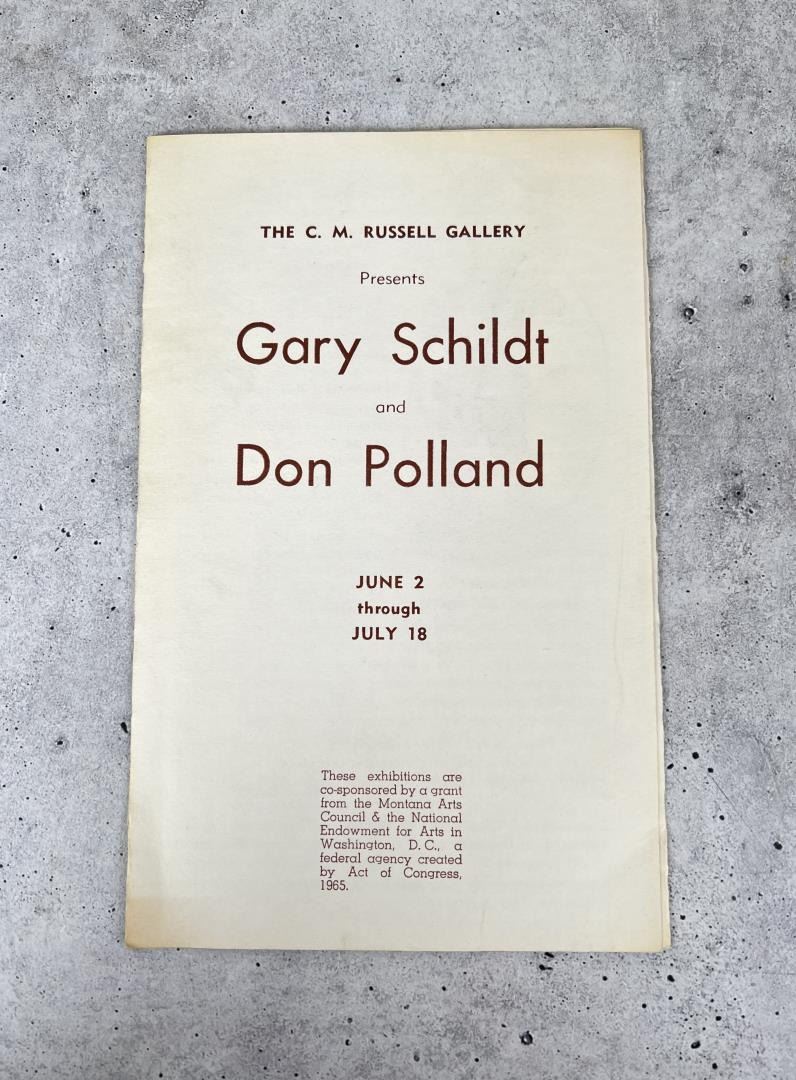 THE C. M. RUSSELL GALLERY
Presents
Gary Schildt
and
Don Polland
JUNE 2
through
JULY 18
These exhibitions are
co-sponsored by a grant
from the Montana Arts
Council & the National
Endowment for Arts in
Washington, D. C., a
federal agency created
by Act of Congress,
1965.